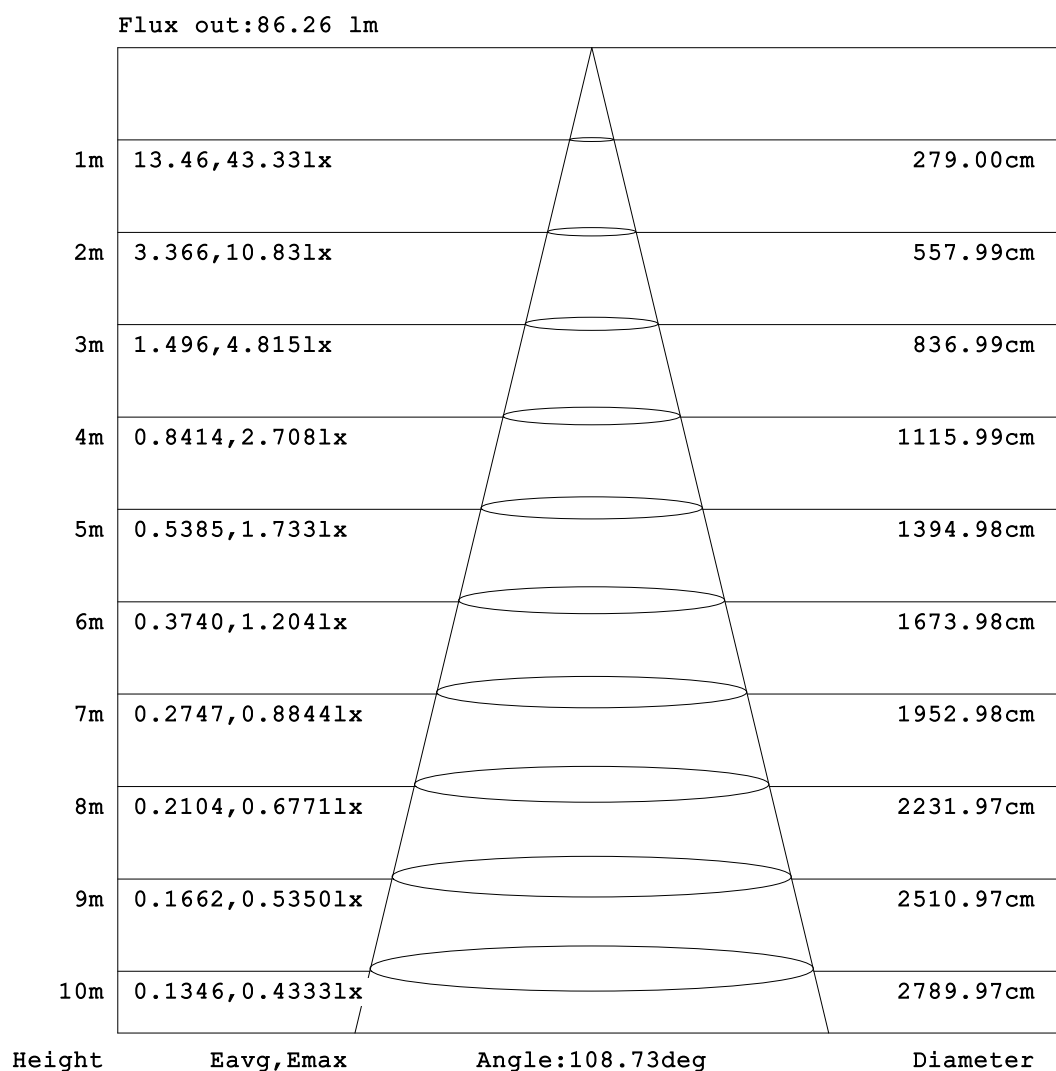 Flux out:86.26 lm
1m 13.46,43.33lx 279.00cm
2m 3.366,10.83lx 557.99cm
3m 1.496,4.815lx 836.99cm
4m 0.8414,2.708lx 1115.99cm
5m 0.5385,1.733lx 1394.98cm
6m 0.3740,1.204lx 1673.98cm
7m 0.2747,0.8844lx 1952.98cm
8m 0.2104,0.6771lx 2231.97cm
9m 0.1662,0.5350lx 2510.97cm
10m 0.1346,0.4333lx 2789.97cm
Height Eavg,Emax Angle:108.73deg Diameter